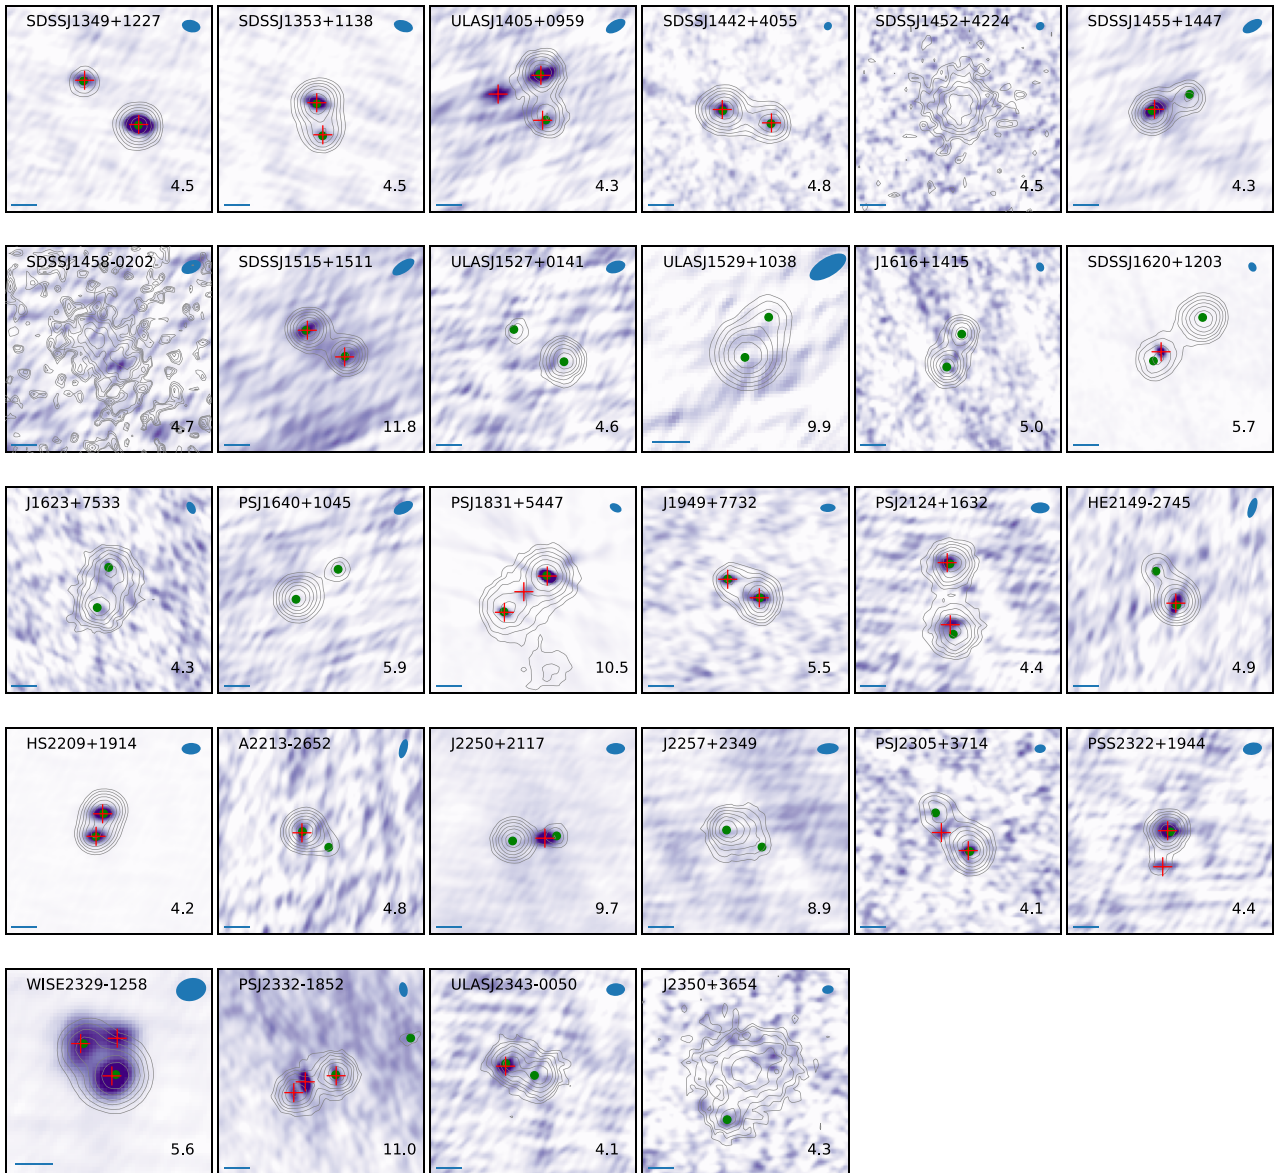 SDSSJ1349+1227
4.5
SDSSJ1353+1138
4.5
ULASJ1405+0959
4.3
SDSSJ1442+4055
4.8
SDSSJ1452+4224
4.5
SDSSJ1455+1447
4.3
SDSSJ1458-0202
4.7
SDSSJ1515+1511
11.8
ULASJ1527+0141
4.6
ULASJ1529+1038
9.9
J1616+1415
5.0
SDSSJ1620+1203
5.7
J1623+7533
4.3
PSJ1640+1045
5.9
PSJ1831+5447
10.5
J1949+7732
5.5
PSJ2124+1632
4.4
HE2149-2745
4.9
HS2209+1914
4.2
A2213-2652
4.8
J2250+2117
9.7
J2257+2349
8.9
PSJ2305+3714
4.1
PSS2322+1944
4.4
WISE2329-1258
5.6
PSJ2332-1852
11.0
ULASJ2343-0050
4.1
J2350+3654
4.3